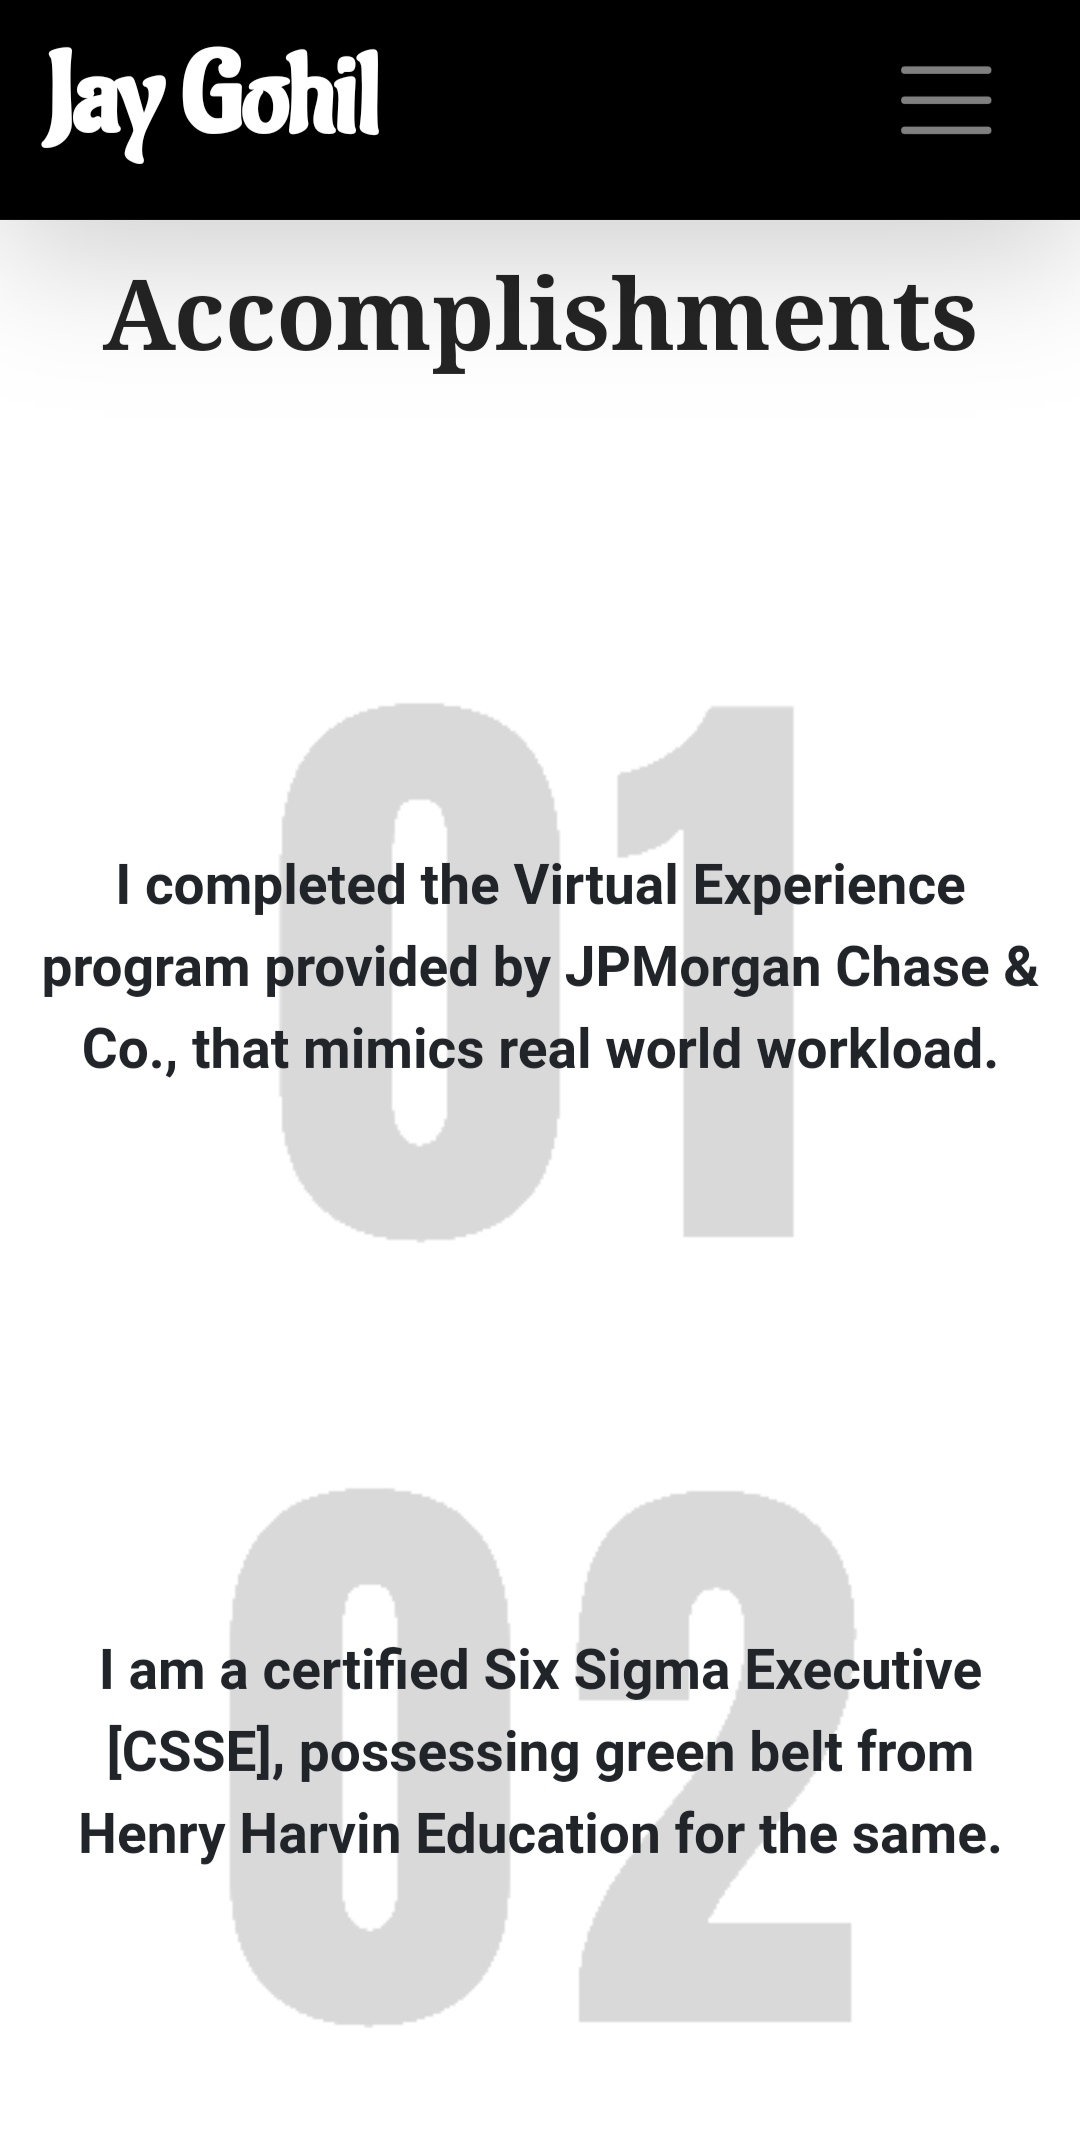 Jay Gohil
Accomplishments
01
I completed the Virtual Experience
program provided by JPMorgan Chase &
Co., that mimics real world workload.
02
I am a certified Six Sigma Executive
[CSSE], possessing green belt from
Henry Harvin Education for the same.